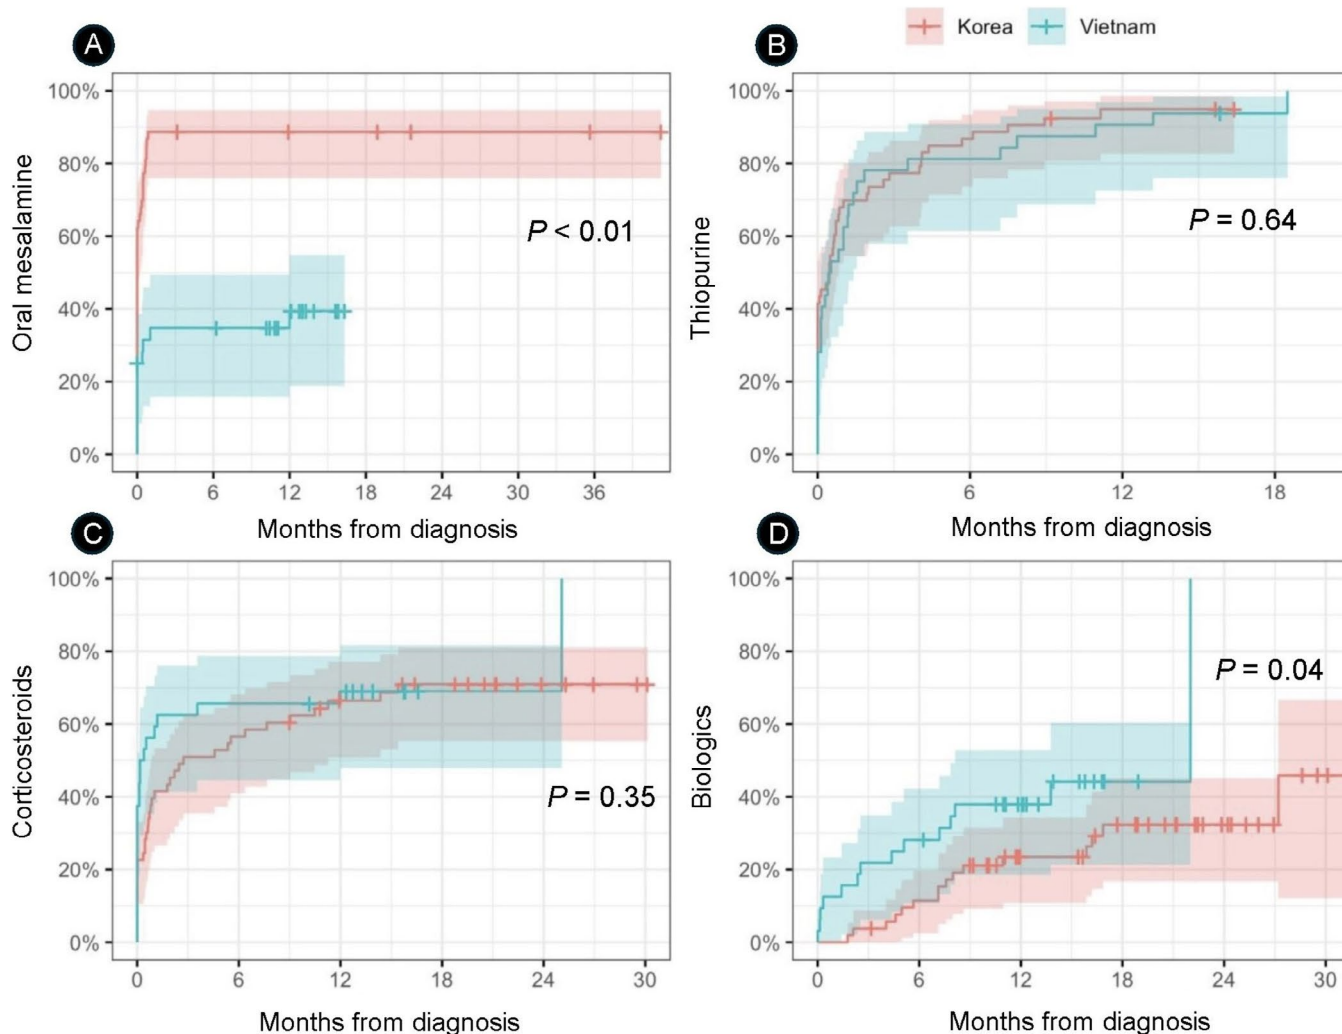 Korea Vietnam
A
100%
80%
60%
40%
20%
0%
Oral mesalamine
P < 0.01
0 6 12 18 24 30 36
Months from diagnosis
B
100%
80%
60%
40%
20%
0%
Thiopurine
P = 0.64
0 6 12 18
Months from diagnosis
C
100%
80%
60%
40%
20%
0%
Corticosteroids
P = 0.35
0 6 12 18 24 30
Months from diagnosis
D
100%
80%
60%
40%
20%
0%
Biologics
P = 0.04
0 6 12 18 24 30
Months from diagnosis